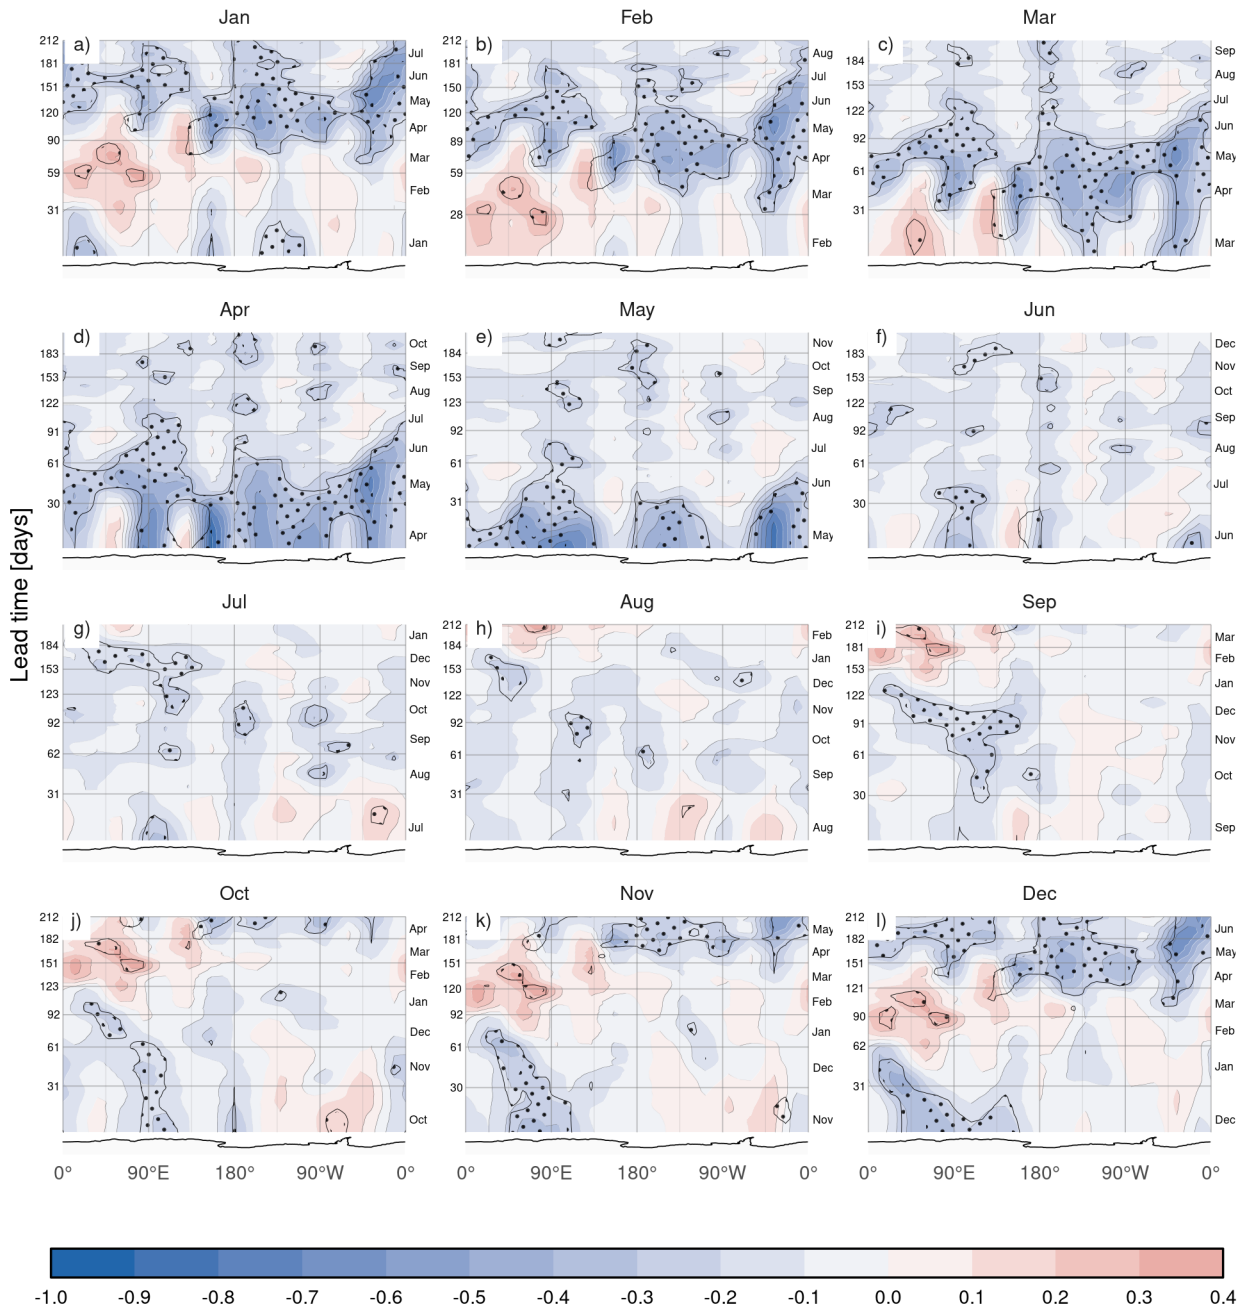 Jan
Feb
Mar
a)
212
181
151
120
90
59
31
Jul
Jun
May
Apr
Mar
Feb
Jan
b)
212
181
151
120
89
59
28
Aug
Jul
Jun
May
Apr
Mar
Feb
c)
184
153
122
92
61
31
Sep
Aug
Jul
Jun
May
Apr
Mar
Apr
May
Jun
d)
183
153
122
91
61
30
Oct
Sep
Aug
Jul
Jun
May
Apr
e)
184
153
123
92
61
31
Nov
Oct
Sep
Aug
Jul
Jun
May
f)
183
153
122
92
61
30
Dec
Nov
Oct
Sep
Aug
Jul
Jun
Lead time [days]
Jul
Aug
Sep
g)
184
153
123
92
62
31
Jan
Dec
Nov
Oct
Sep
Aug
Jul
h)
212
184
153
122
92
61
31
Feb
Jan
Dec
Nov
Oct
Sep
Aug
i)
212
181
153
122
91
61
30
Mar
Feb
Jan
Dec
Nov
Oct
Sep
Oct
Nov
Dec
j)
212
182
151
123
92
61
31
Apr
Mar
Feb
Jan
Dec
Nov
Oct
k)
212
181
151
120
92
61
30
May
Apr
Mar
Feb
Jan
Dec
Nov
l)
212
182
151
121
90
62
31
Jun
May
Apr
Mar
Feb
Jan
Dec
0° 90°E 180° 90°W 0°
0° 90°E 180° 90°W 0°
0° 90°E 180° 90°W 0°
-1.0 -0.9 -0.8 -0.7 -0.6 -0.5 -0.4 -0.3 -0.2 -0.1 0.0 0.1 0.2 0.3 0.4